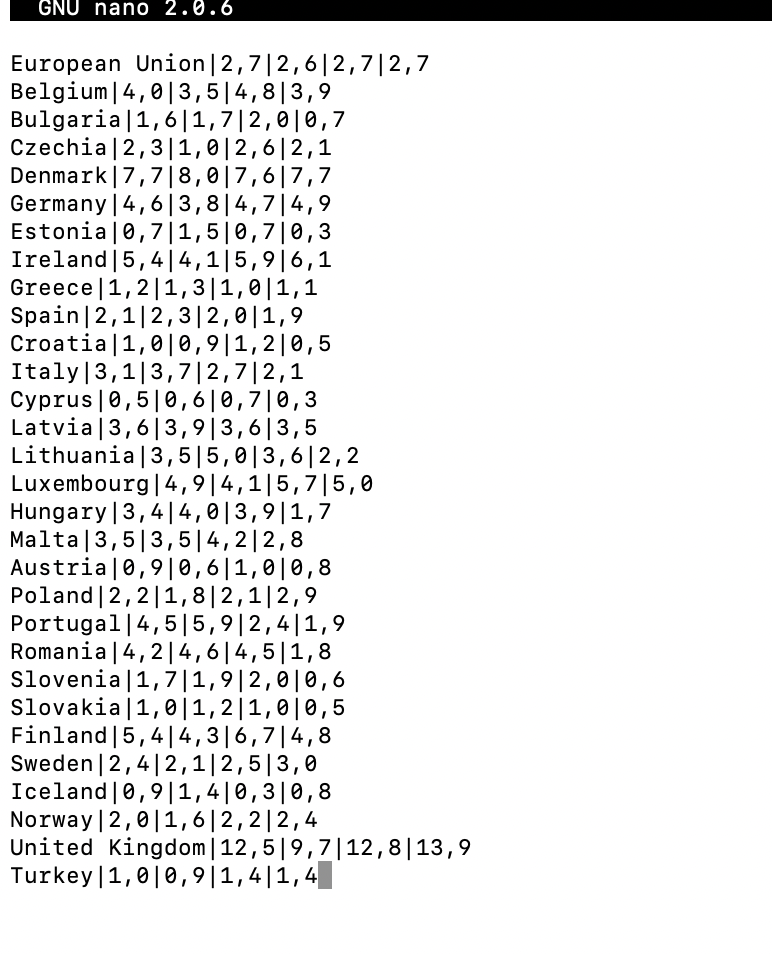 GNU nano 2.0.6
European Union|2,7|2,6|2,7|2,7
Belgium|4,0|3,5|4,8|3,9
Bulgaria|1,6|1,7|2,0|0,7
Czechia|2,3|1,0|2,6|2,1
Denmark|7,7|8,0|7,6|7,7
Germany|4,6|3,8|4,7|4,9
Estonia|0,7|1,5|0,7|0,3
Ireland|5,4|4,1|5,9|6,1
Greece|1,2|1,3|1,0|1,1
Spain|2,1|2,3|2,0|1,9
Croatia|1,0|0,9|1,2|0,5
Italy|3,1|3,7|2,7|2,1
Cyprus|0,5|0,6|0,7|0,3
Latvia|3,6|3,9|3,6|3,5
Lithuania|3,5|5,0|3,6|2,2
Luxembourg|4,9|4,1|5,7|5,0
Hungary|3,4|4,0|3,9|1,7
Malta|3,5|3,5|4,2|2,8
Austria|0,9|0,6|1,0|0,8
Poland|2,2|1,8|2,1|2,9
Portugal|4,5|5,9|2,4|1,9
Romania|4,2|4,6|4,5|1,8
Slovenia|1,7|1,9|2,0|0,6
Slovakia|1,0|1,2|1,0|0,5
Finland|5,4|4,3|6,7|4,8
Sweden|2,4|2,1|2,5|3,0
Iceland|0,9|1,4|0,3|0,8
Norway|2,0|1,6|2,2|2,4
United Kingdom|12,5|9,7|12,8|13,9
Turkey|1,0|0,9|1,4|1,4